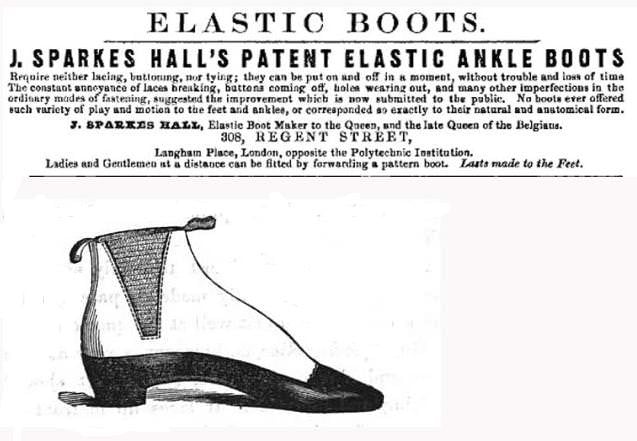 ELASTIC BOOTS.
J. SPARKES HALL'S PATENT ELASTIC ANKLE BOOTS
Require neither lacing, buttoning, nor tying; they can be put on and off in a moment, without trouble and loss of time
The constant annoyance of laces breaking, buttons coming off, holes wearing out, and many other imperfections in the
ordinary modes of fastening, suggested the improvement which is now submitted to the public. No boots ever offered
such variety of play and motion to the feet and ankles, or corresponded so exactly to their natural and anatomical form.
J. SPARKES HALL, Elastic Boot Maker to the Queen, and the late Queen of the Belgians.
308, REGENT STREET,
Langham Place, London, opposite the Polytechnic Institution.
Ladies and Gentlemen at a distance can be fitted by forwarding a pattern boot. Lasts made to the Feet.